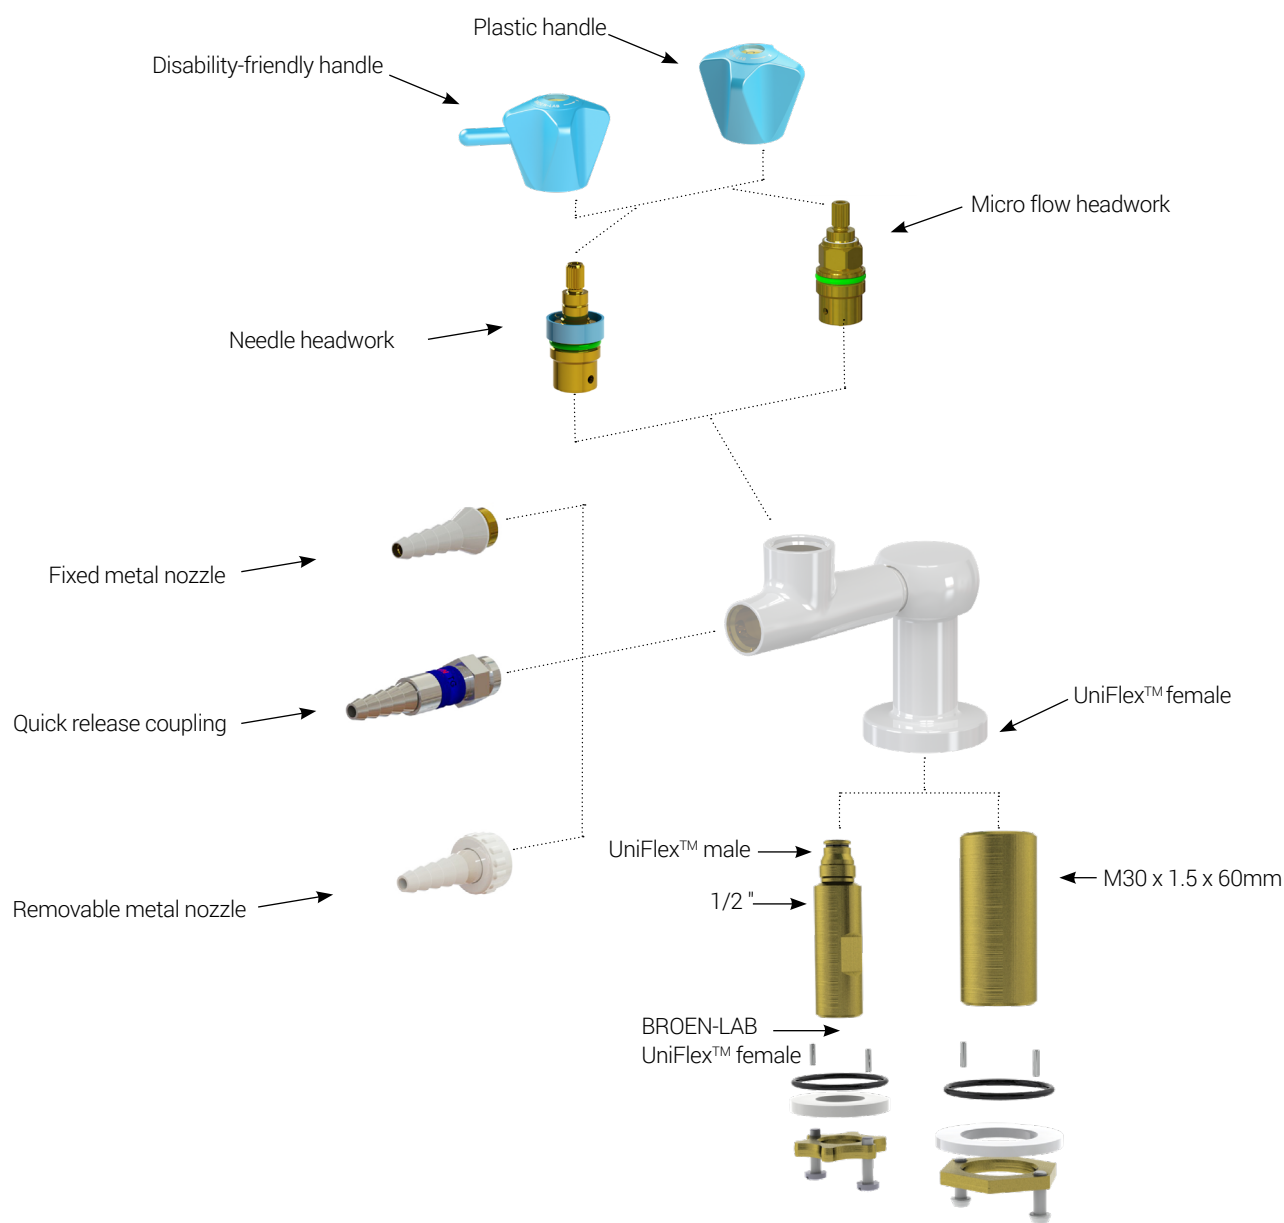 Plastic handle
Disability-friendly handle
Micro flow headwork
Needle headwork
Fixed metal nozzle
UniFlex™ female
Quick release coupling
UniFlex™ male
M30 x 1.5 x 60mm
1/2 "
Removable metal nozzle
BROEN-LAB
UniFlex™ female